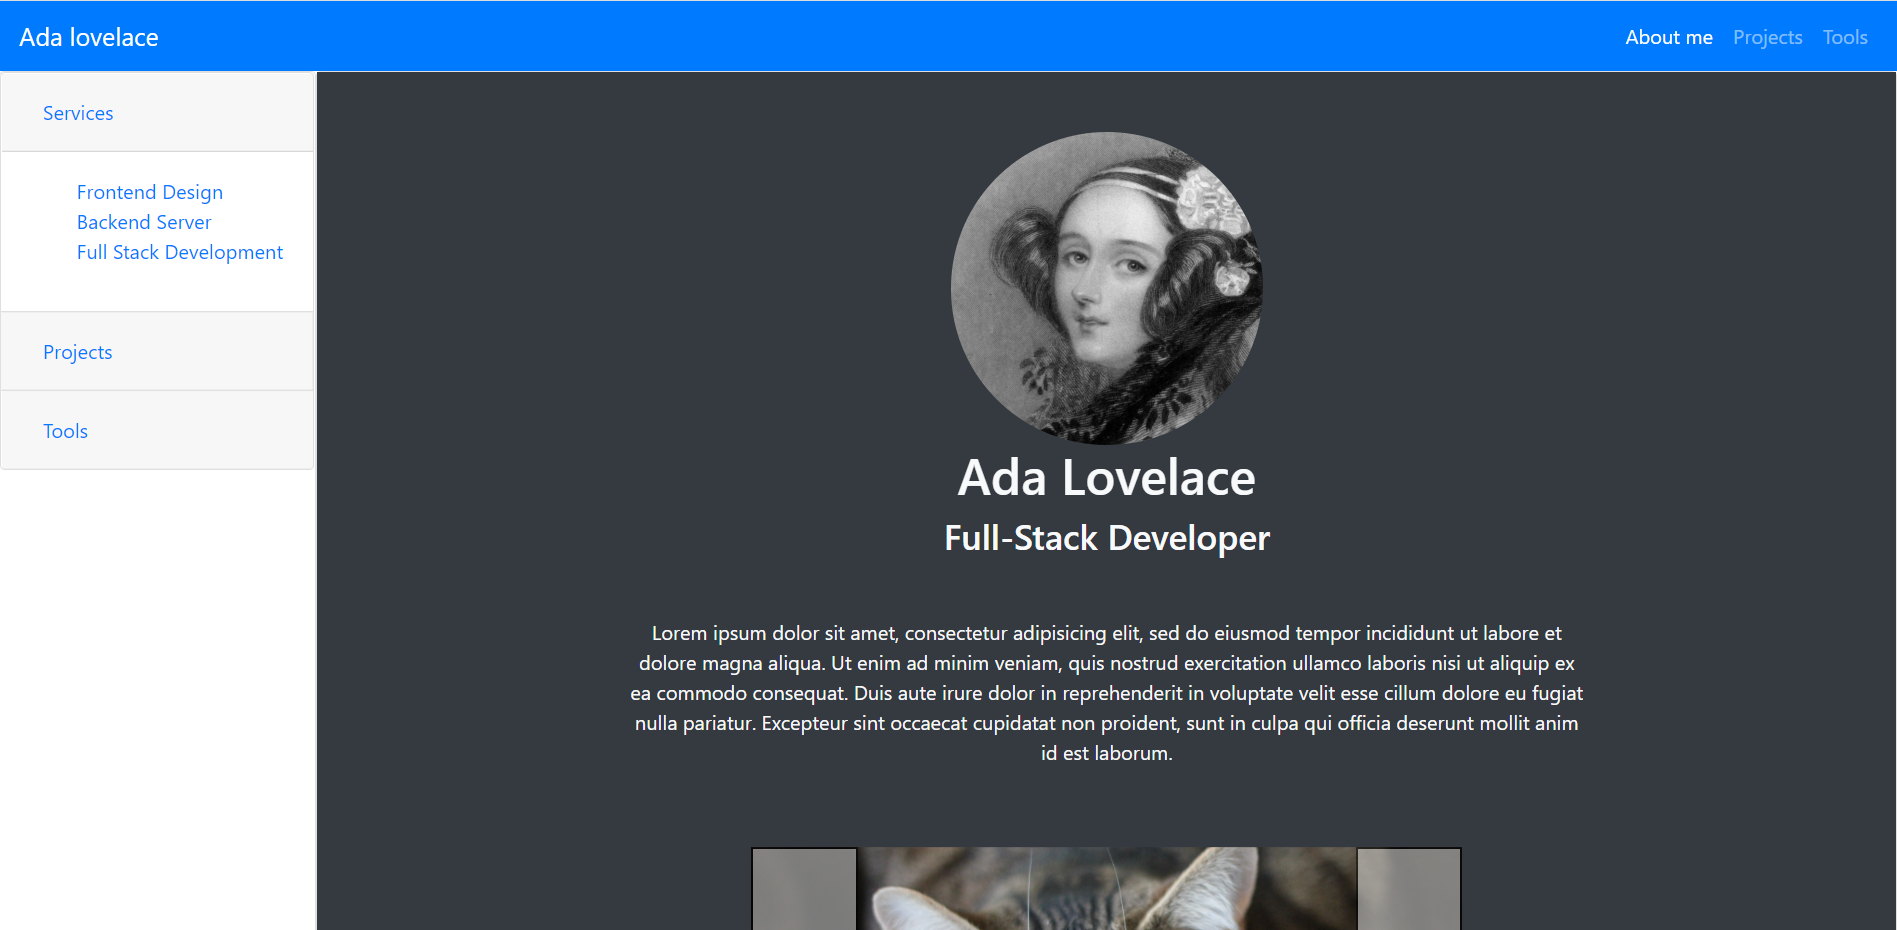 Ada lovelace
About me Projects Tools
Services
Frontend Design
Backend Server
Full Stack Development
Projects
Tools
Ada Lovelace
Full-Stack Developer
Lorem ipsum dolor sit amet, consectetur adipisicing elit, sed do eiusmod tempor incididunt ut labore et
dolore magna aliqua. Ut enim ad minim veniam, quis nostrud exercitation ullamco laboris nisi ut aliquip ex
ea commodo consequat. Duis aute irure dolor in reprehenderit in voluptate velit esse cillum dolore eu fugiat
nulla pariatur. Excepteur sint occaecat cupidatat non proident, sunt in culpa qui officia deserunt mollit anim
id est laborum.